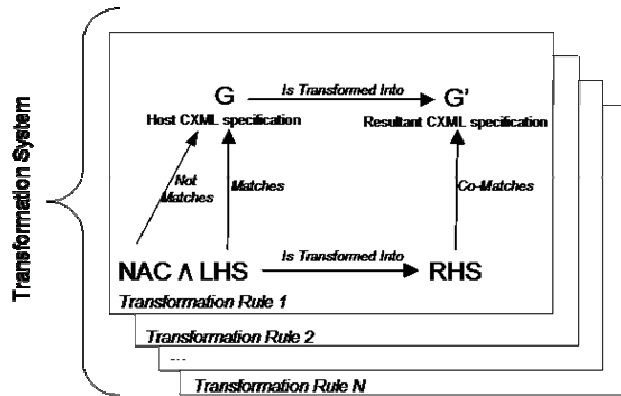 Transformation System
G
Is Transformed Into
G'
Host CXML specification
Resultant CXML specification
Not
Matches
Matches
Co-Matches
NAC ∧ LHS
Is Transformed Into
RHS
Transformation Rule 1
Transformation Rule 2
---
Transformation Rule N